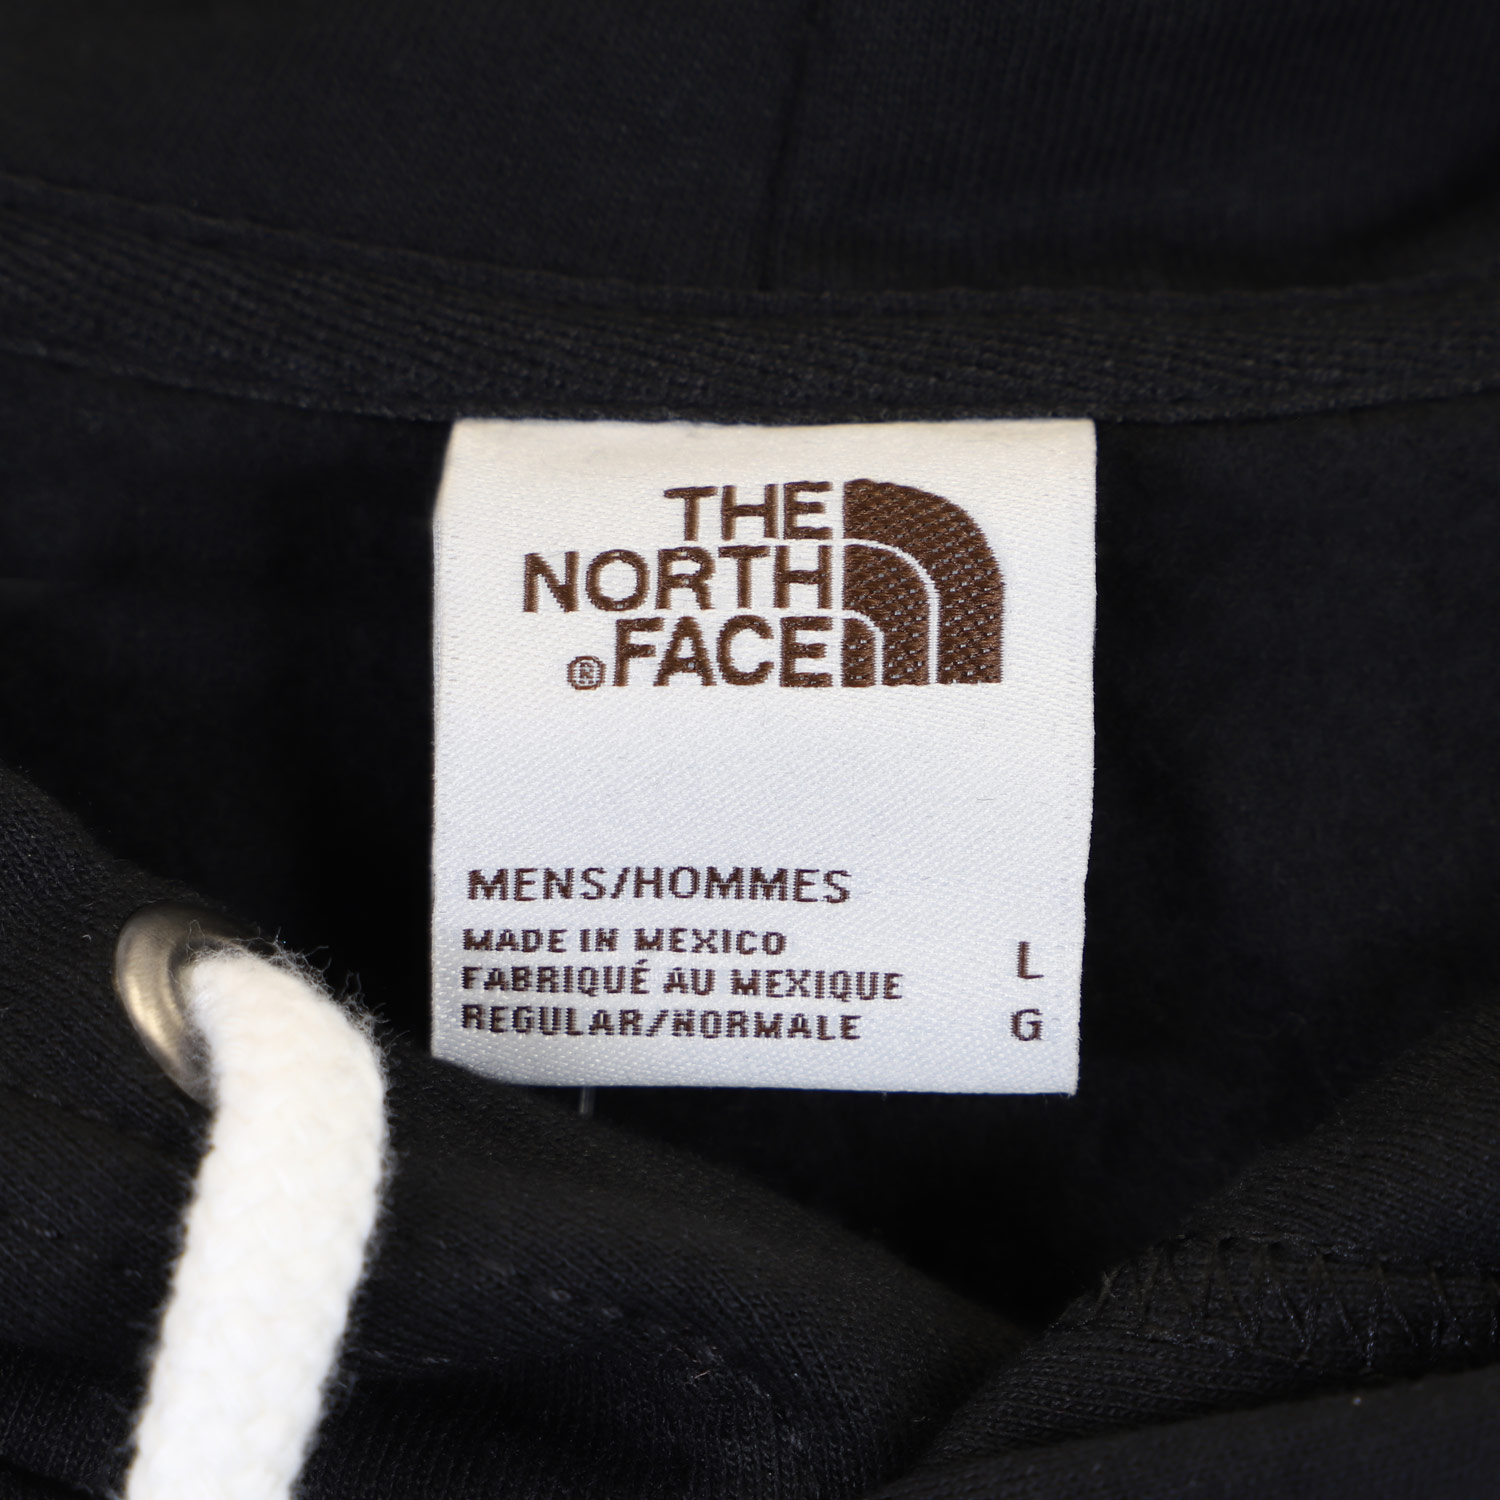 THE
NORTH
® FACE
MENS/HOMMES
MADE IN MEXICO
FABRIQUÉ AU MEXIQUE L
REGULAR/NORMALE G